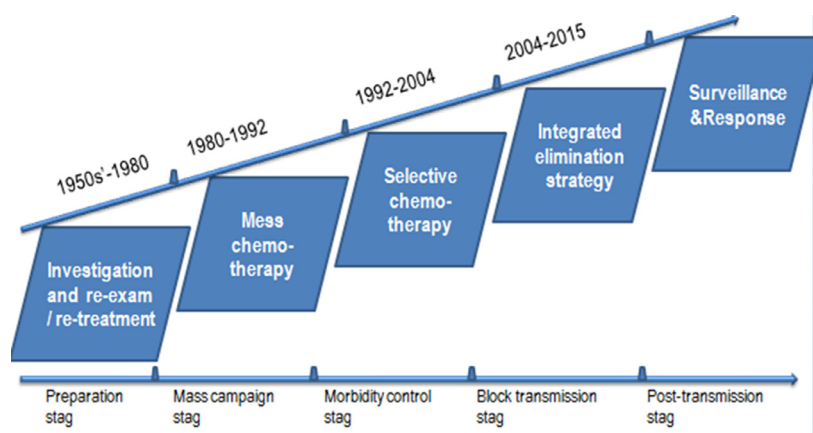 1950s'-1980
1980-1992
1992-2004
2004-2015
Investigation
and re-exam
/ re-treatment
Mess
chemo-
therapy
Selective
chemo-
therapy
Integrated
elimination
strategy
Surveillance
&Response
Preparation
stag
Mass campaign
stag
Morbidity control
stag
Block transmission
stag
Post-transmission
stag